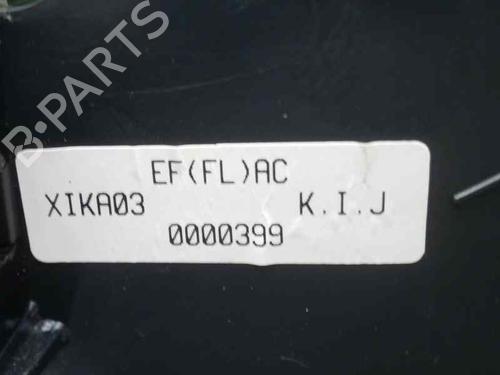 B-PARTS
EF(FL)AC
XIKA03 K.I.J
0000399